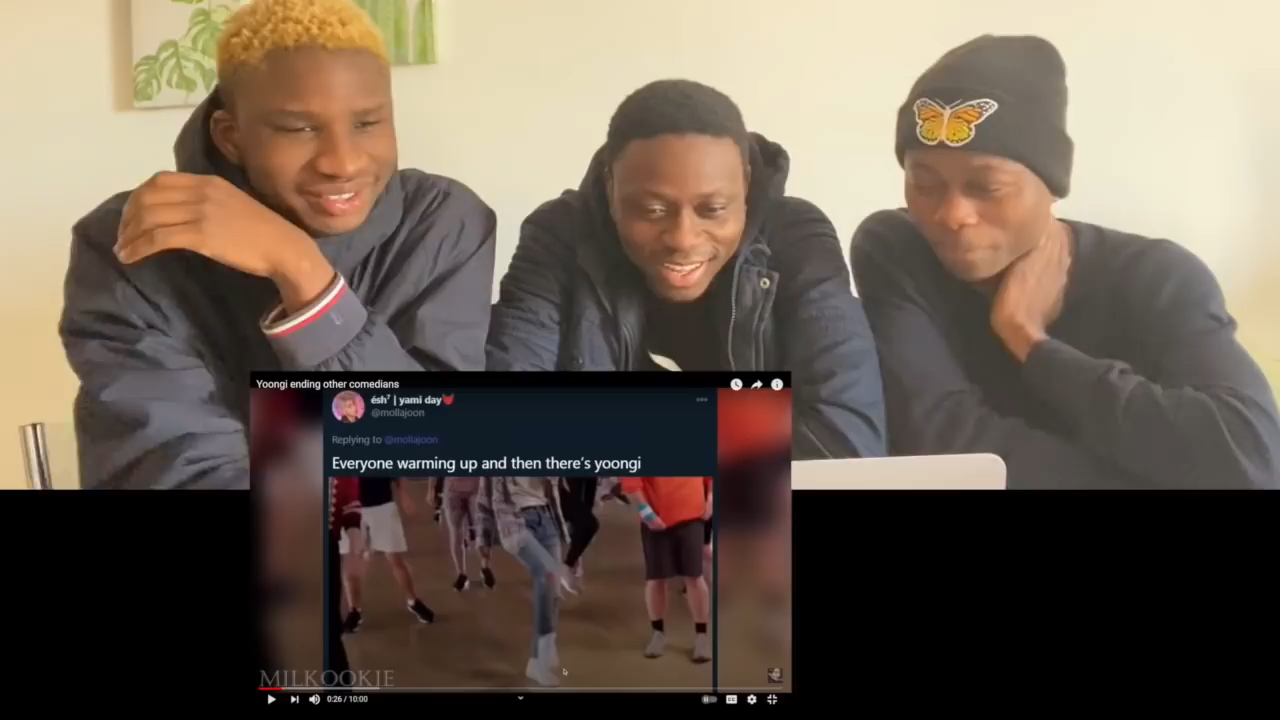 Yoongi ending other comedians
ésh⁷ | yami day
@mollajoon
Replying to @mollajoon
Everyone warming up and then there's yoongi
MILKOOKIE
0:26 / 10:00